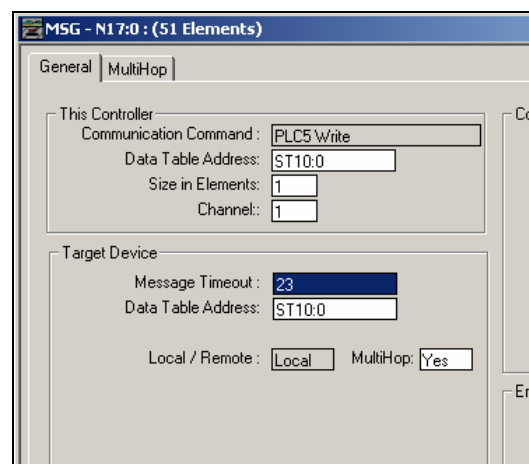 MSG - N17:0 : (51 Elements)
General MultiHop
This Controller
Communication Command : PLC5 Write
Data Table Address: ST10:0
Size in Elements: 1
Channel:: 1
Target Device
Message Timeout : 23
Data Table Address: ST10:0
Local / Remote : Local MultiHop: Yes